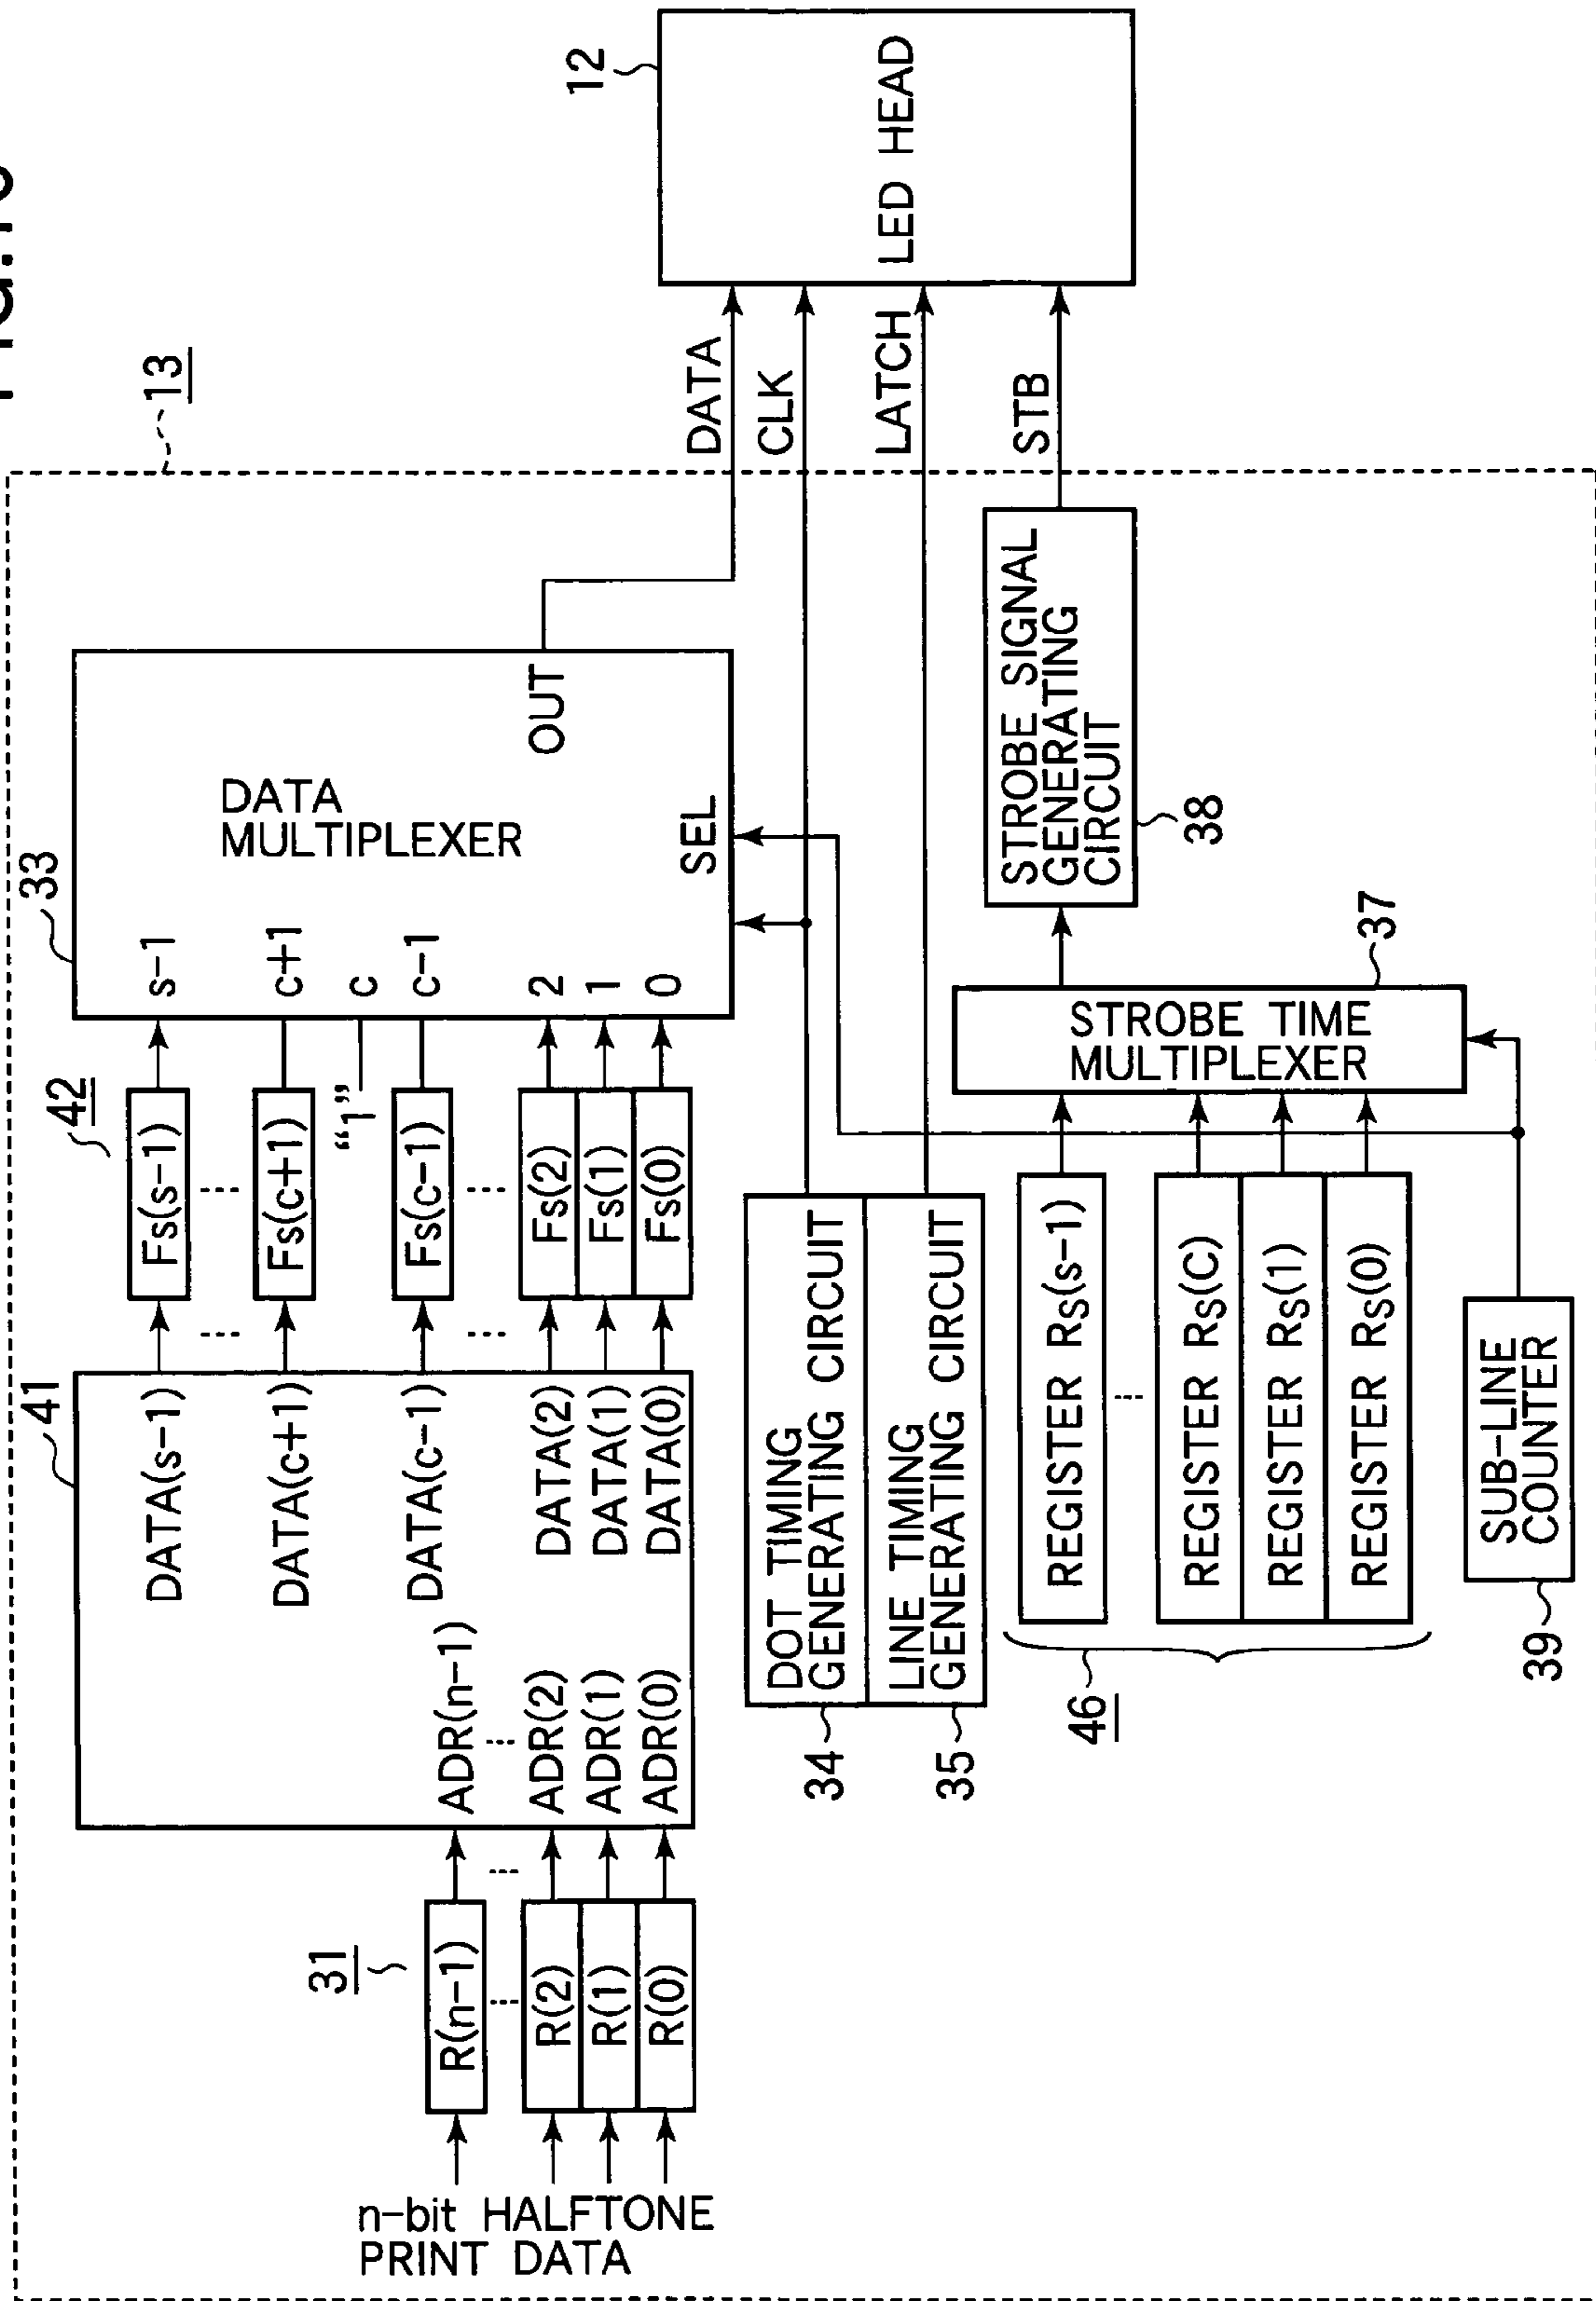 13
12
LED HEAD
DATA
CLK
LATCH
STB
33
DATA
MULTIPLEXER
OUT
SEL
s-1
c+1
c
c-1
2
1
0
42
Fs(s-1)
...
Fs(c+1)
"1"
Fs(c-1)
...
Fs(2)
Fs(1)
Fs(0)
...
...
41
DATA(s-1)
DATA(c+1)
DATA(c-1)
DATA(2)
DATA(1)
DATA(0)
ADR(n-1)
...
ADR(2)
ADR(1)
ADR(0)
...
31
R(n-1)
...
R(2)
R(1)
R(0)
n-bit HALFTONE
PRINT DATA
DOT TIMING
GENERATING CIRCUIT
34
LINE TIMING
GENERATING CIRCUIT
35
STROBE SIGNAL
GENERATING
CIRCUIT
38
STROBE TIME
MULTIPLEXER
37
REGISTER Rs(s-1)
...
REGISTER Rs(C)
REGISTER Rs(1)
REGISTER Rs(0)
46
SUB-LINE
COUNTER
39